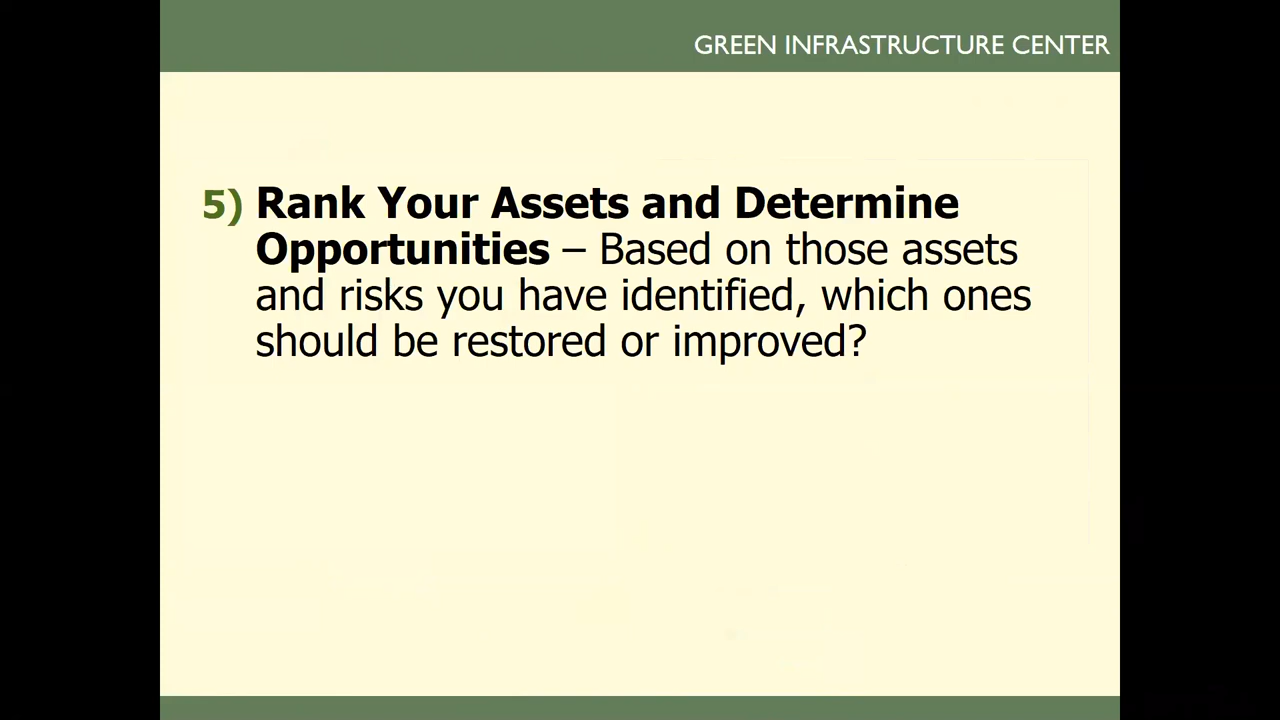 GREEN INFRASTRUCTURE CENTER
5) Rank Your Assets and Determine
Opportunities – Based on those assets
and risks you have identified, which ones
should be restored or improved?